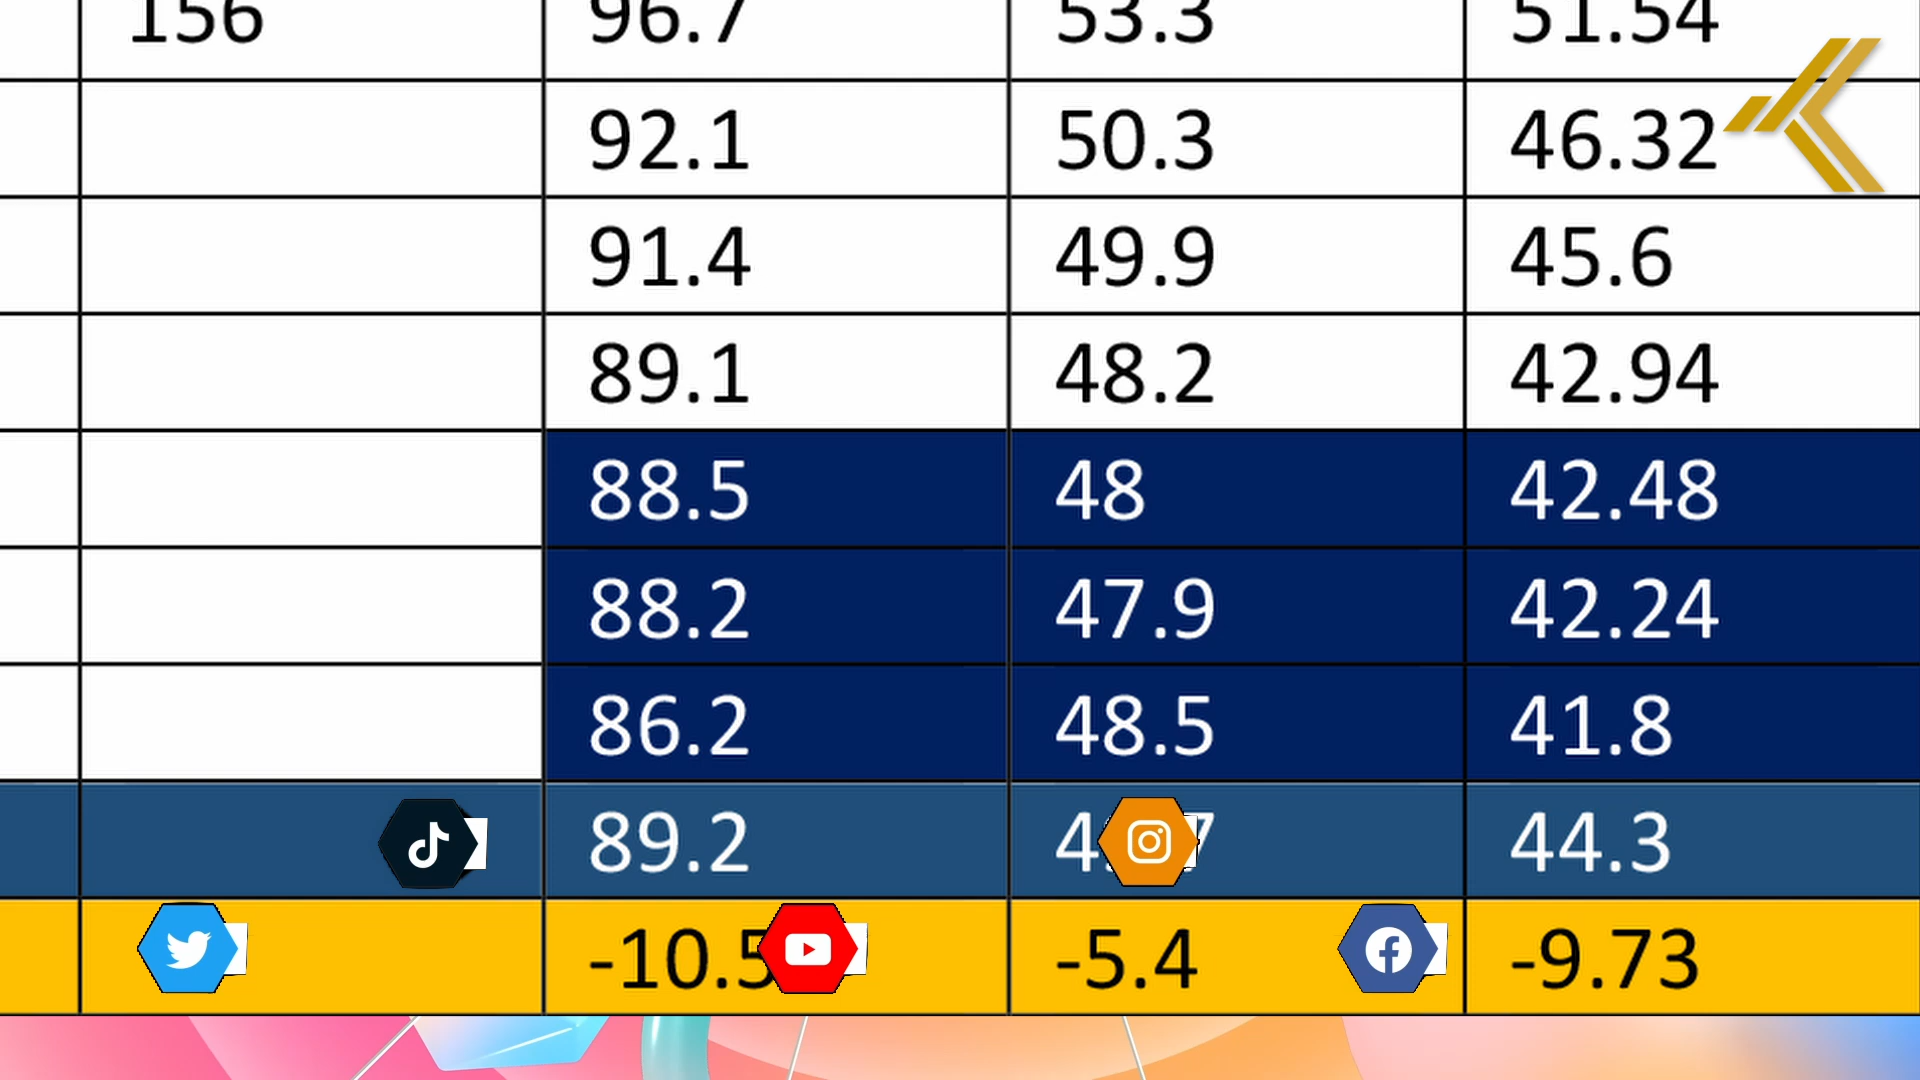 156 96.7 53.3 51.54
92.1 50.3 46.32
91.4 49.9 45.6
89.1 48.2 42.94
88.5 48 42.48
88.2 47.9 42.24
86.2 48.5 41.8
89.2 44.3
-10.5 -5.4 -9.73